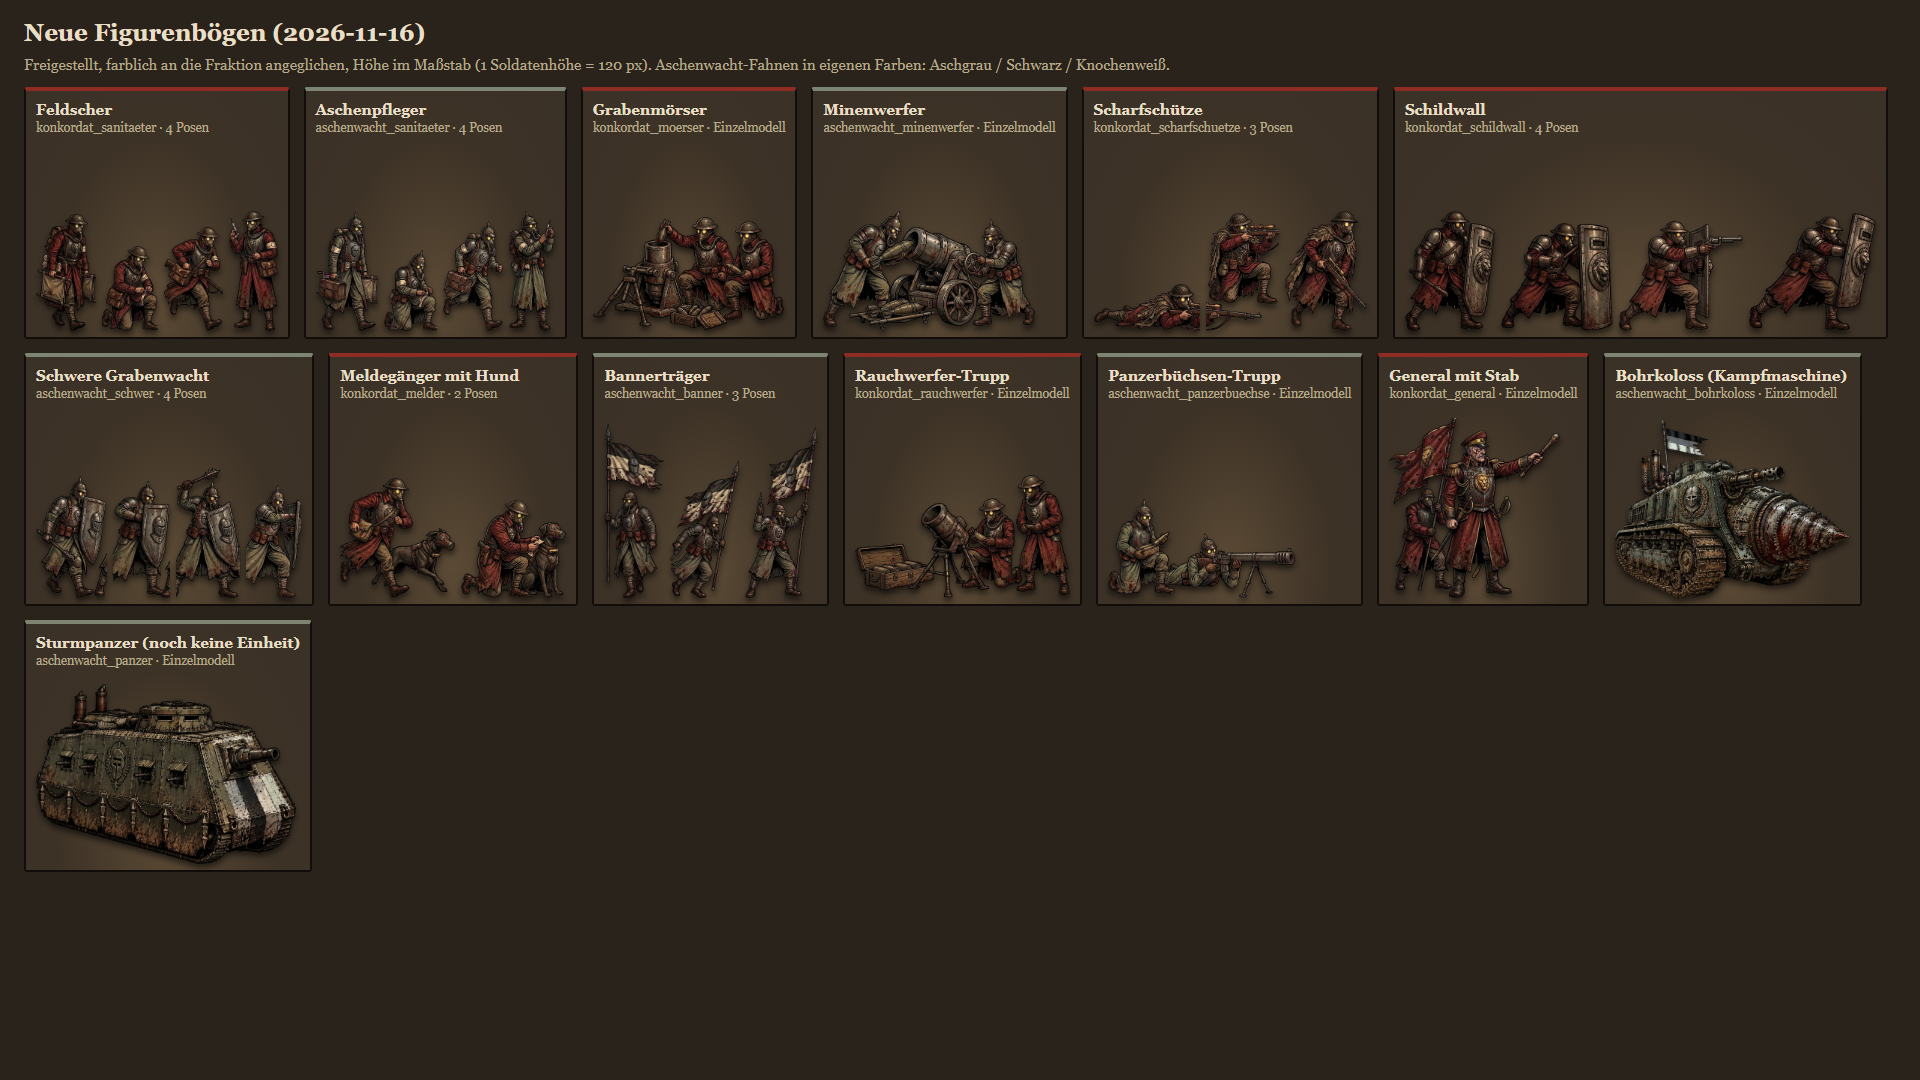 Neue Figurenbögen (2026-11-16)
Freigestellt, farblich an die Fraktion angeglichen, Höhe im Maßstab (1 Soldatenhöhe = 120 px). Aschenwacht-Fahnen in eigenen Farben: Aschgrau / Schwarz / Knochenweiß.
Feldscher
konkordat_sanitaeter · 4 Posen
Aschenpfleger
aschenwacht_sanitaeter · 4 Posen
Grabenmörser
konkordat_moerser · Einzelmodell
Minenwerfer
aschenwacht_minenwerfer · Einzelmodell
Scharfschütze
konkordat_scharfschuetze · 3 Posen
Schildwall
konkordat_schildwall · 4 Posen
Schwere Grabenwacht
aschenwacht_schwer · 4 Posen
Meldegänger mit Hund
konkordat_melder · 2 Posen
Bannerträger
aschenwacht_banner · 3 Posen
Rauchwerfer-Trupp
konkordat_rauchwerfer · Einzelmodell
Panzerbüchsen-Trupp
aschenwacht_panzerbuechse · Einzelmodell
General mit Stab
konkordat_general · Einzelmodell
Bohrkoloss (Kampfmaschine)
aschenwacht_bohrkoloss · Einzelmodell
Sturmpanzer (noch keine Einheit)
aschenwacht_panzer · Einzelmodell